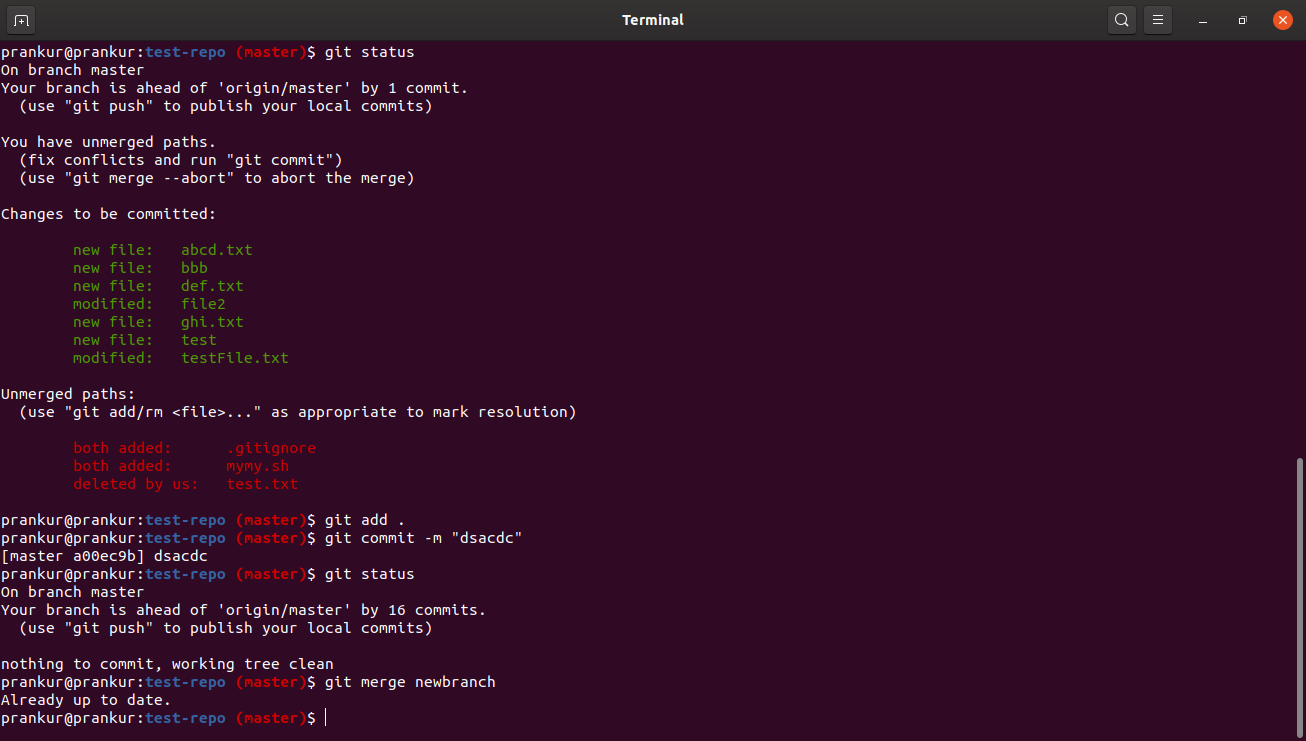 Terminal
prankur@prankur:test-repo (master)$ git status
On branch master
Your branch is ahead of 'origin/master' by 1 commit.
  (use "git push" to publish your local commits)

You have unmerged paths.
  (fix conflicts and run "git commit")
  (use "git merge --abort" to abort the merge)

Changes to be committed:

        new file:   abcd.txt
        new file:   bbb
        new file:   def.txt
        modified:   file2
        new file:   ghi.txt
        new file:   test
        modified:   testFile.txt

Unmerged paths:
  (use "git add/rm <file>..." as appropriate to mark resolution)

        both added:      .gitignore
        both added:      mymy.sh
        deleted by us:   test.txt

prankur@prankur:test-repo (master)$ git add .
prankur@prankur:test-repo (master)$ git commit -m "dsacdc"
[master a00ec9b] dsacdc
prankur@prankur:test-repo (master)$ git status
On branch master
Your branch is ahead of 'origin/master' by 16 commits.
  (use "git push" to publish your local commits)

nothing to commit, working tree clean
prankur@prankur:test-repo (master)$ git merge newbranch
Already up to date.
prankur@prankur:test-repo (master)$